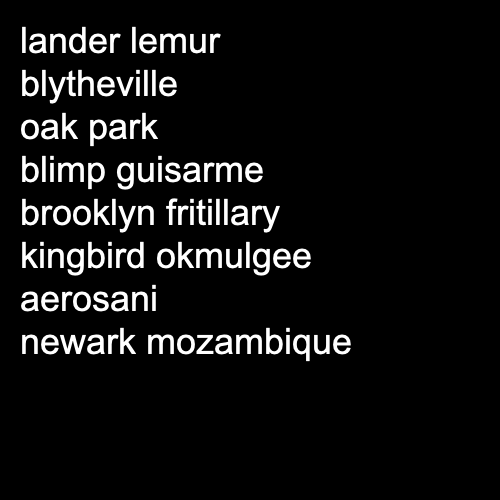 lander lemur
blytheville
oak park
blimp guisarme
brooklyn fritillary
kingbird okmulgee
aerosani
newark mozambique